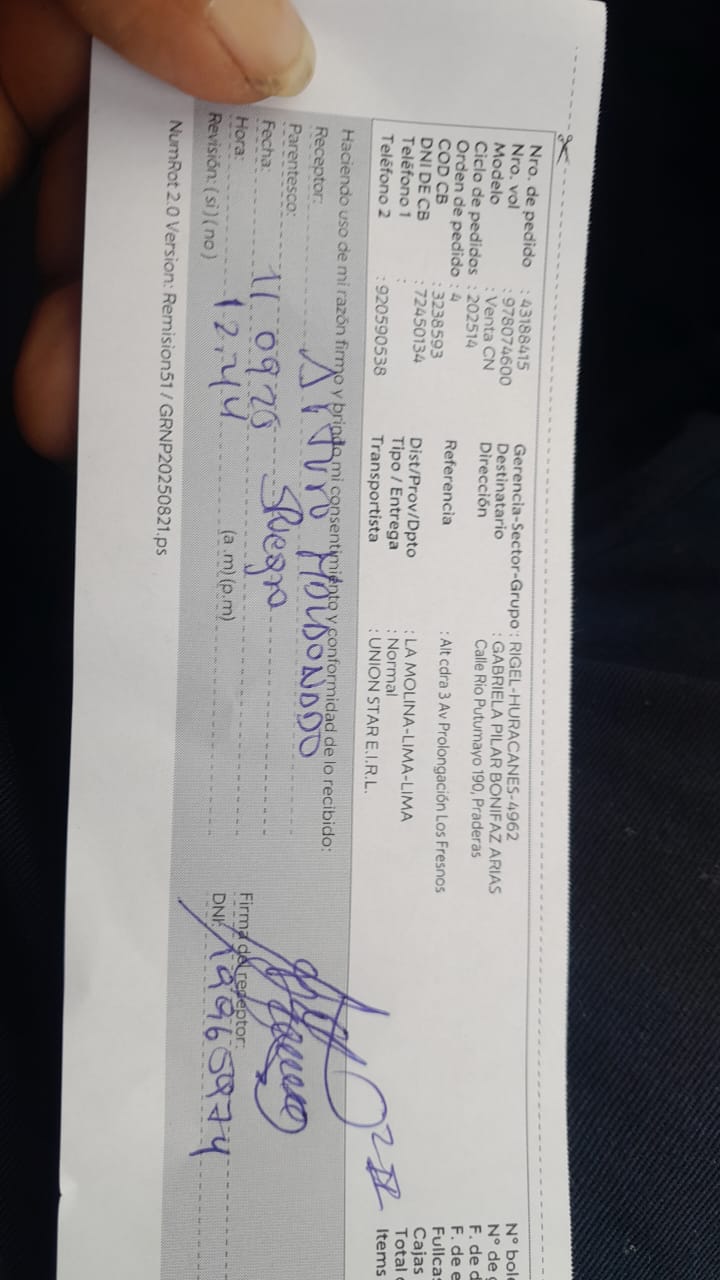 Nro. de pedido : 43188415
Nro. vol : 978074600
Modelo : Venta CN
Ciclo de pedidos : 202514
Orden de pedido : 4
COD CB : 3238593
DNI DE CB : 72450134
Teléfono 1 :
Teléfono 2 : 920590538
Gerencia-Sector-Grupo : RIGEL-HURACANES-4962
Destinatario : GABRIELA PILAR BONIFAZ ARIAS
Dirección Calle Rio Putumayo 190, Praderas
Referencia : Alt cdra 3 Av Prolongación Los Fresnos
Dist/Prov/Dpto : LA MOLINA-LIMA-LIMA
Tipo / Entrega : Normal
Transportista : UNION STAR E.I.R.L.
N° bol
N° de
F. de
F. de e
Fullca
Cajas
Total
Items
Haciendo uso de mi razón firmo y brindo mi consentimiento y conformidad de lo recibido:
Receptor: Arturo MALDONADO
Parentesco: Suegro
Fecha: 11 09
Hora: 12.44 (a.m) (p.m)
Revisión: (si) (no)
Firma del receptor:
DNI:
NumRot 2.0 Version: Remision51 / GRNP20250821.ps